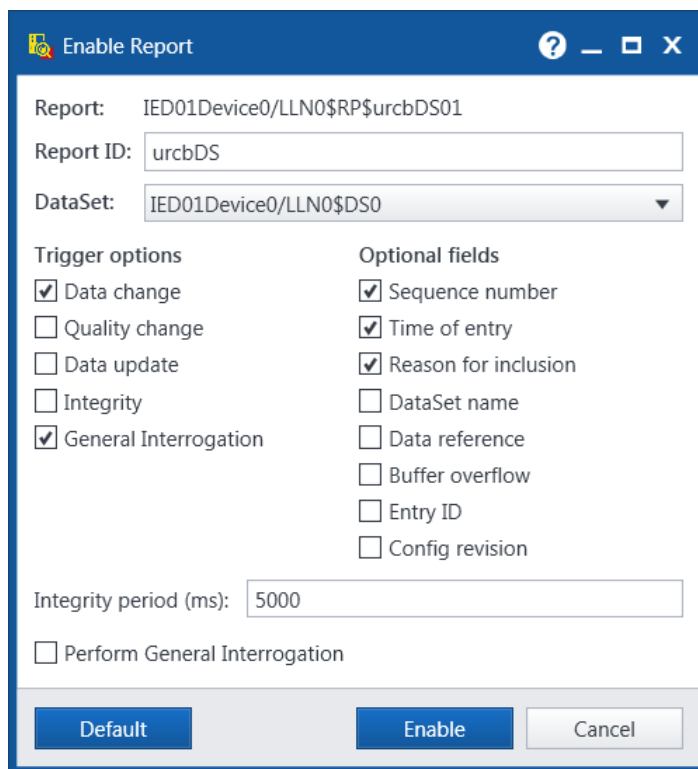 Enable Report
Report: IED01Device0/LLN0$RP$urcbDS01
Report ID: urcbDS
DataSet: IED01Device0/LLN0$DS0
Trigger options
Data change
Quality change
Data update
Integrity
General Interrogation
Optional fields
Sequence number
Time of entry
Reason for inclusion
DataSet name
Data reference
Buffer overflow
Entry ID
Config revision
Integrity period (ms): 5000
Perform General Interrogation
Default Enable Cancel